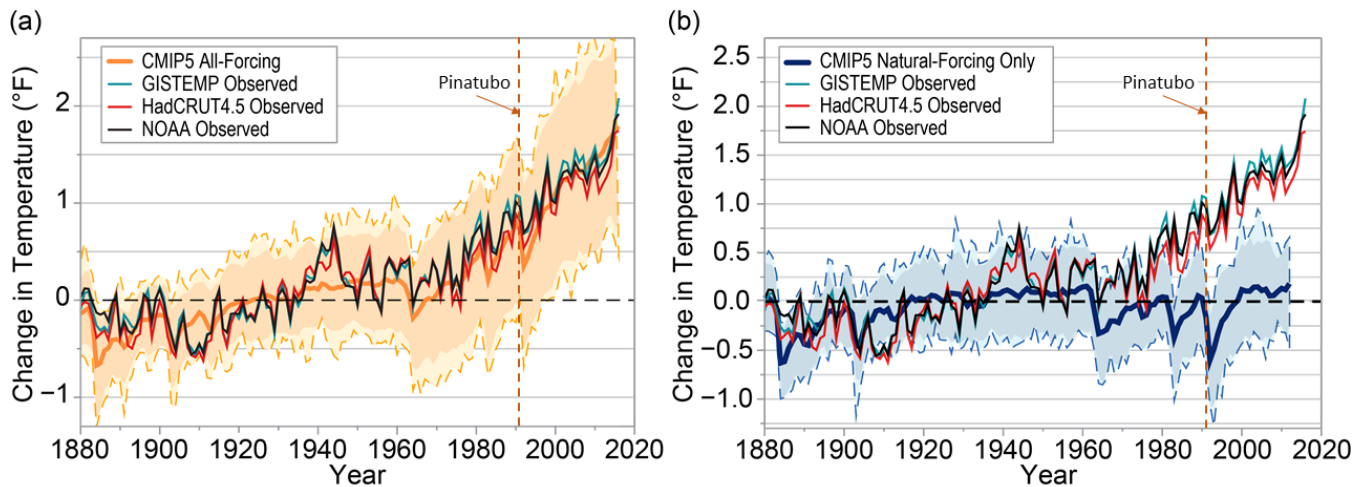 (a)
CMIP5 All-Forcing
GISTEMP Observed
HadCRUT4.5 Observed
NOAA Observed
Pinatubo
Change in Temperature (°F)
2
1
0
−1
1880 1900 1920 1940 1960 1980 2000 2020
Year
(b)
CMIP5 Natural-Forcing Only
GISTEMP Observed
HadCRUT4.5 Observed
NOAA Observed
Pinatubo
Change in Temperature (°F)
2.5
2.0
1.5
1.0
0.5
0.0
−0.5
−1.0
1880 1900 1920 1940 1960 1980 2000 2020
Year